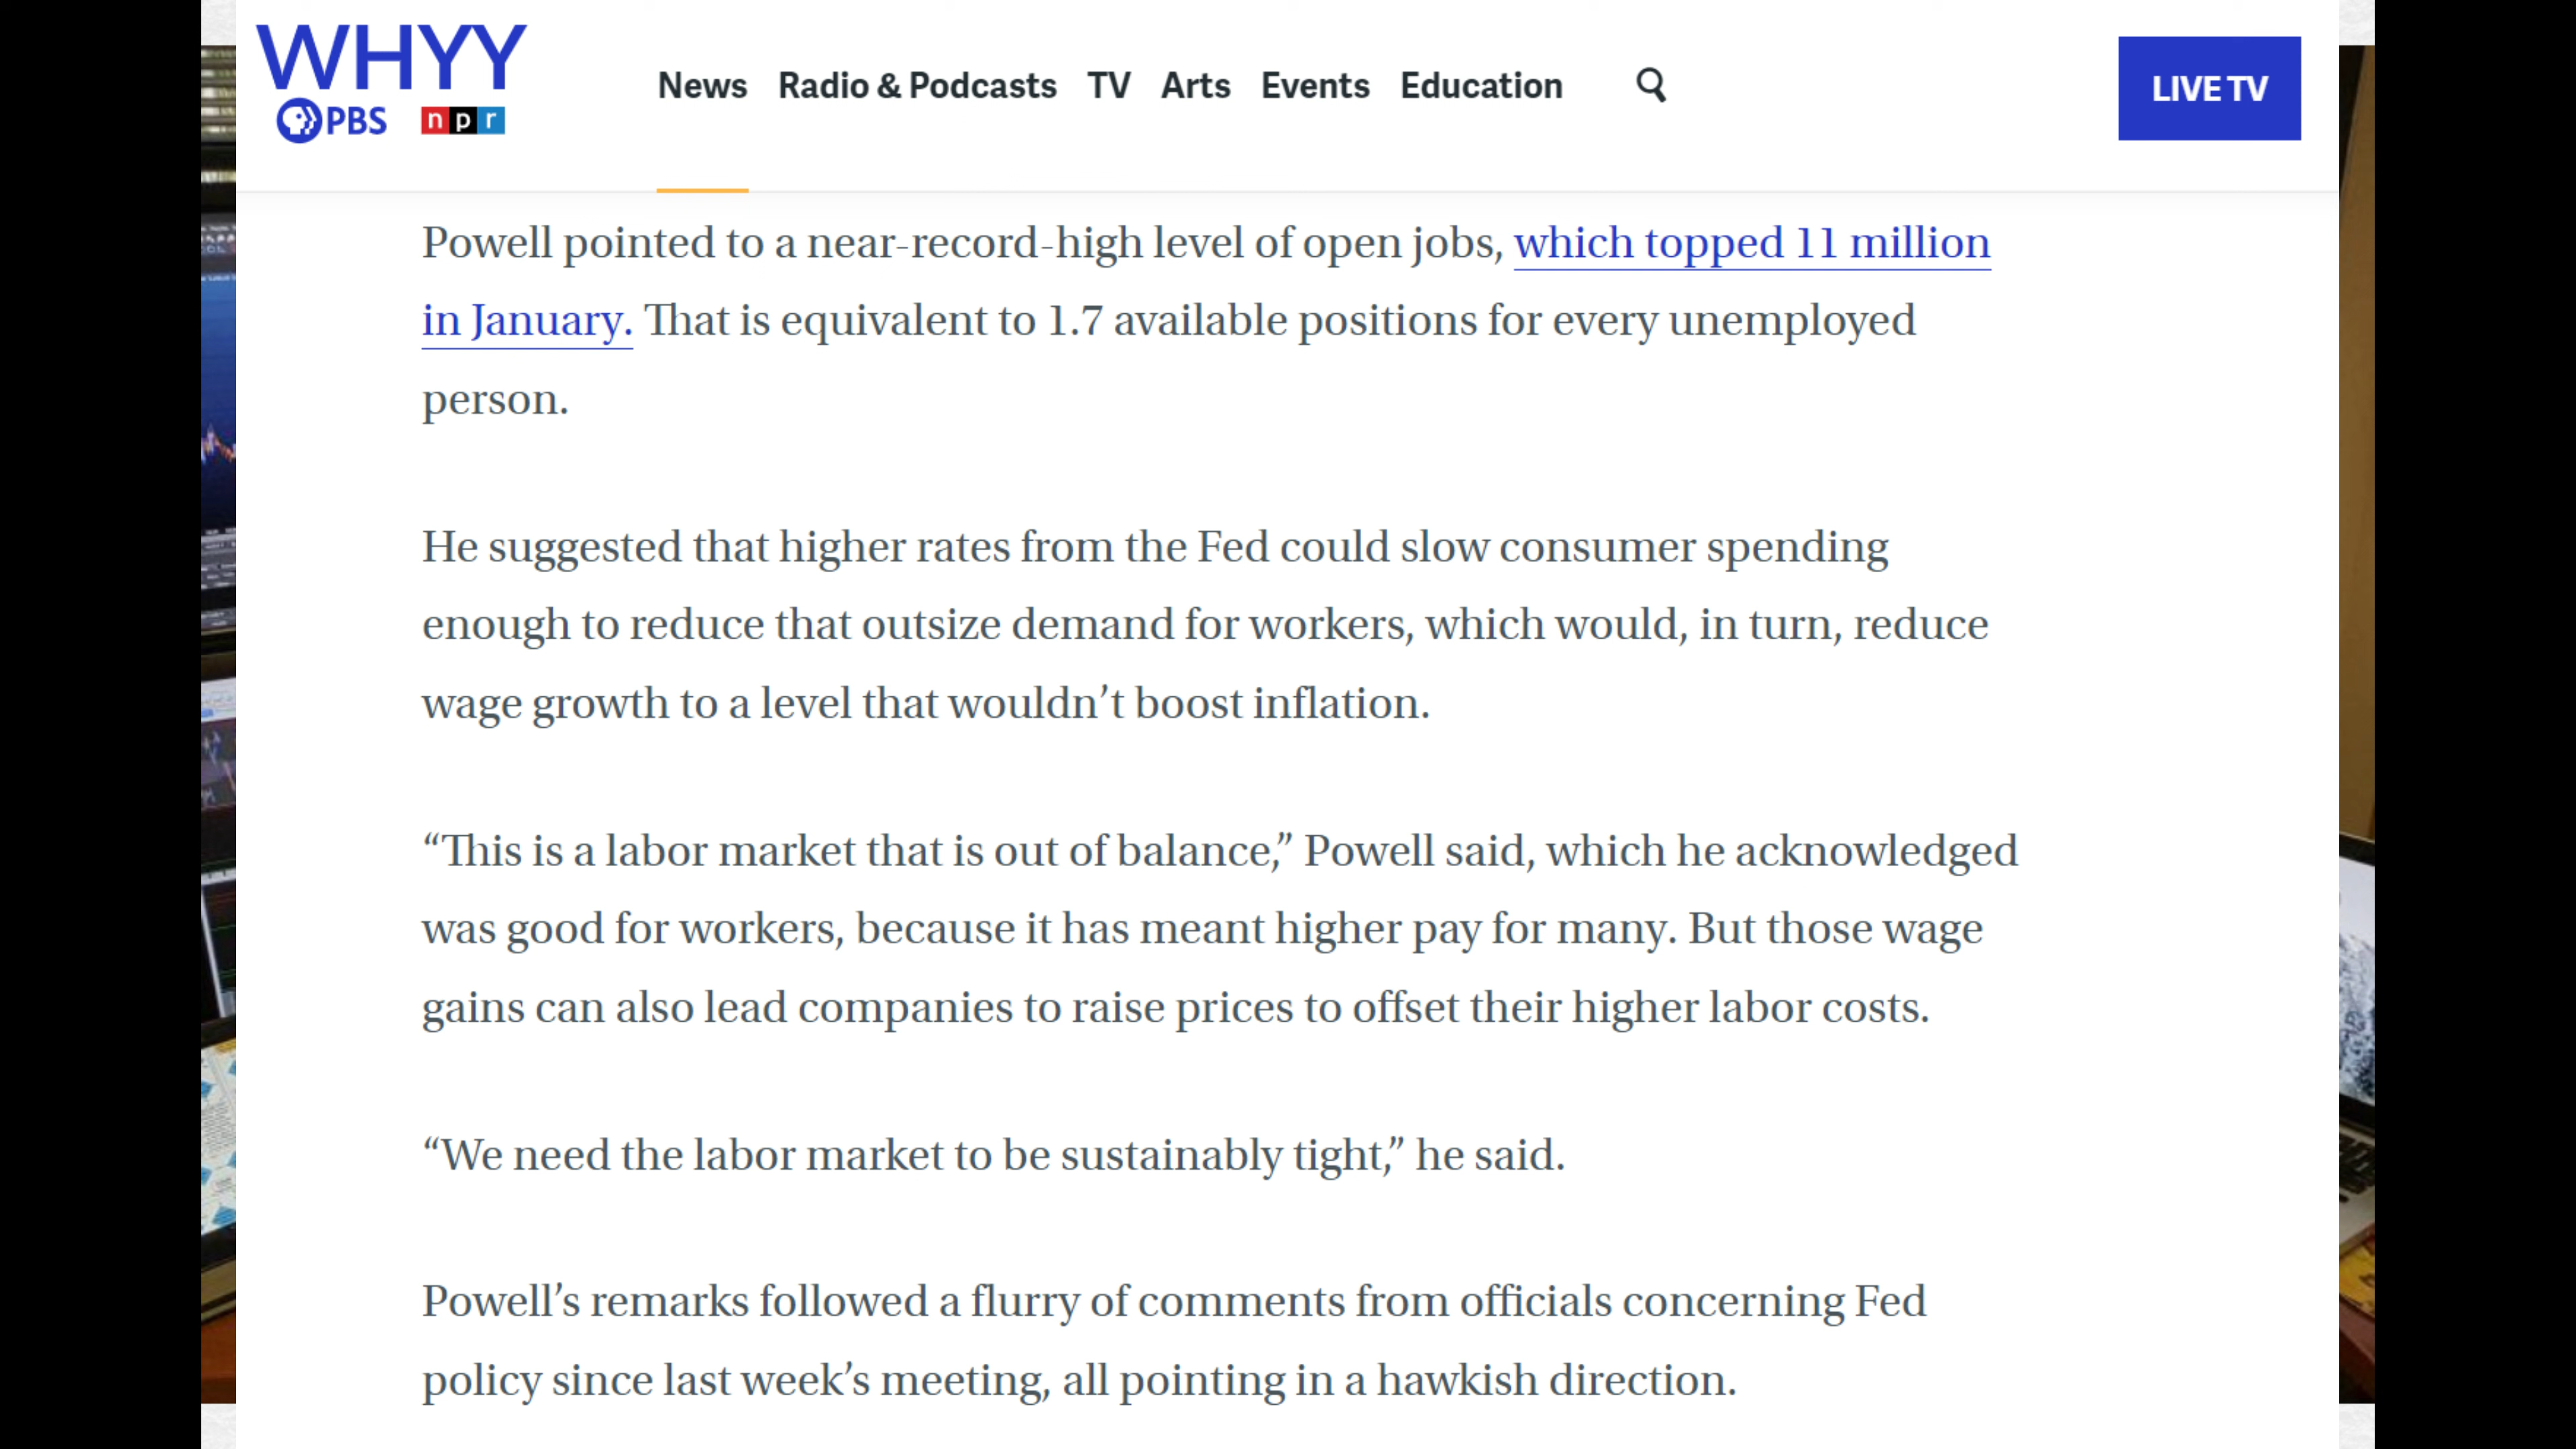 WHYY
PBS npr
News Radio & Podcasts TV Arts Events Education
LIVE TV
Powell pointed to a near-record-high level of open jobs, which topped 11 million
in January. That is equivalent to 1.7 available positions for every unemployed
person.
He suggested that higher rates from the Fed could slow consumer spending
enough to reduce that outsize demand for workers, which would, in turn, reduce
wage growth to a level that wouldn’t boost inflation.
“This is a labor market that is out of balance,” Powell said, which he acknowledged
was good for workers, because it has meant higher pay for many. But those wage
gains can also lead companies to raise prices to offset their higher labor costs.
“We need the labor market to be sustainably tight,” he said.
Powell’s remarks followed a flurry of comments from officials concerning Fed
policy since last week’s meeting, all pointing in a hawkish direction.